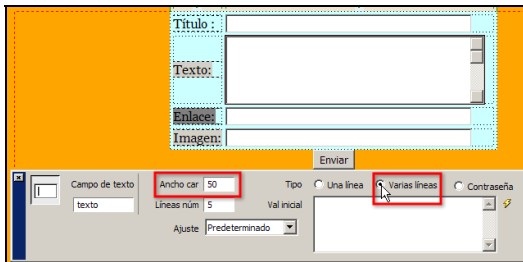 Título :
Texto:
Enlace:
Imagen:
Enviar
Campo de texto Ancho car 50 Tipo Una línea Varias líneas Contraseña
texto Líneas núm 5 Val inicial
Ajuste Predeterminado